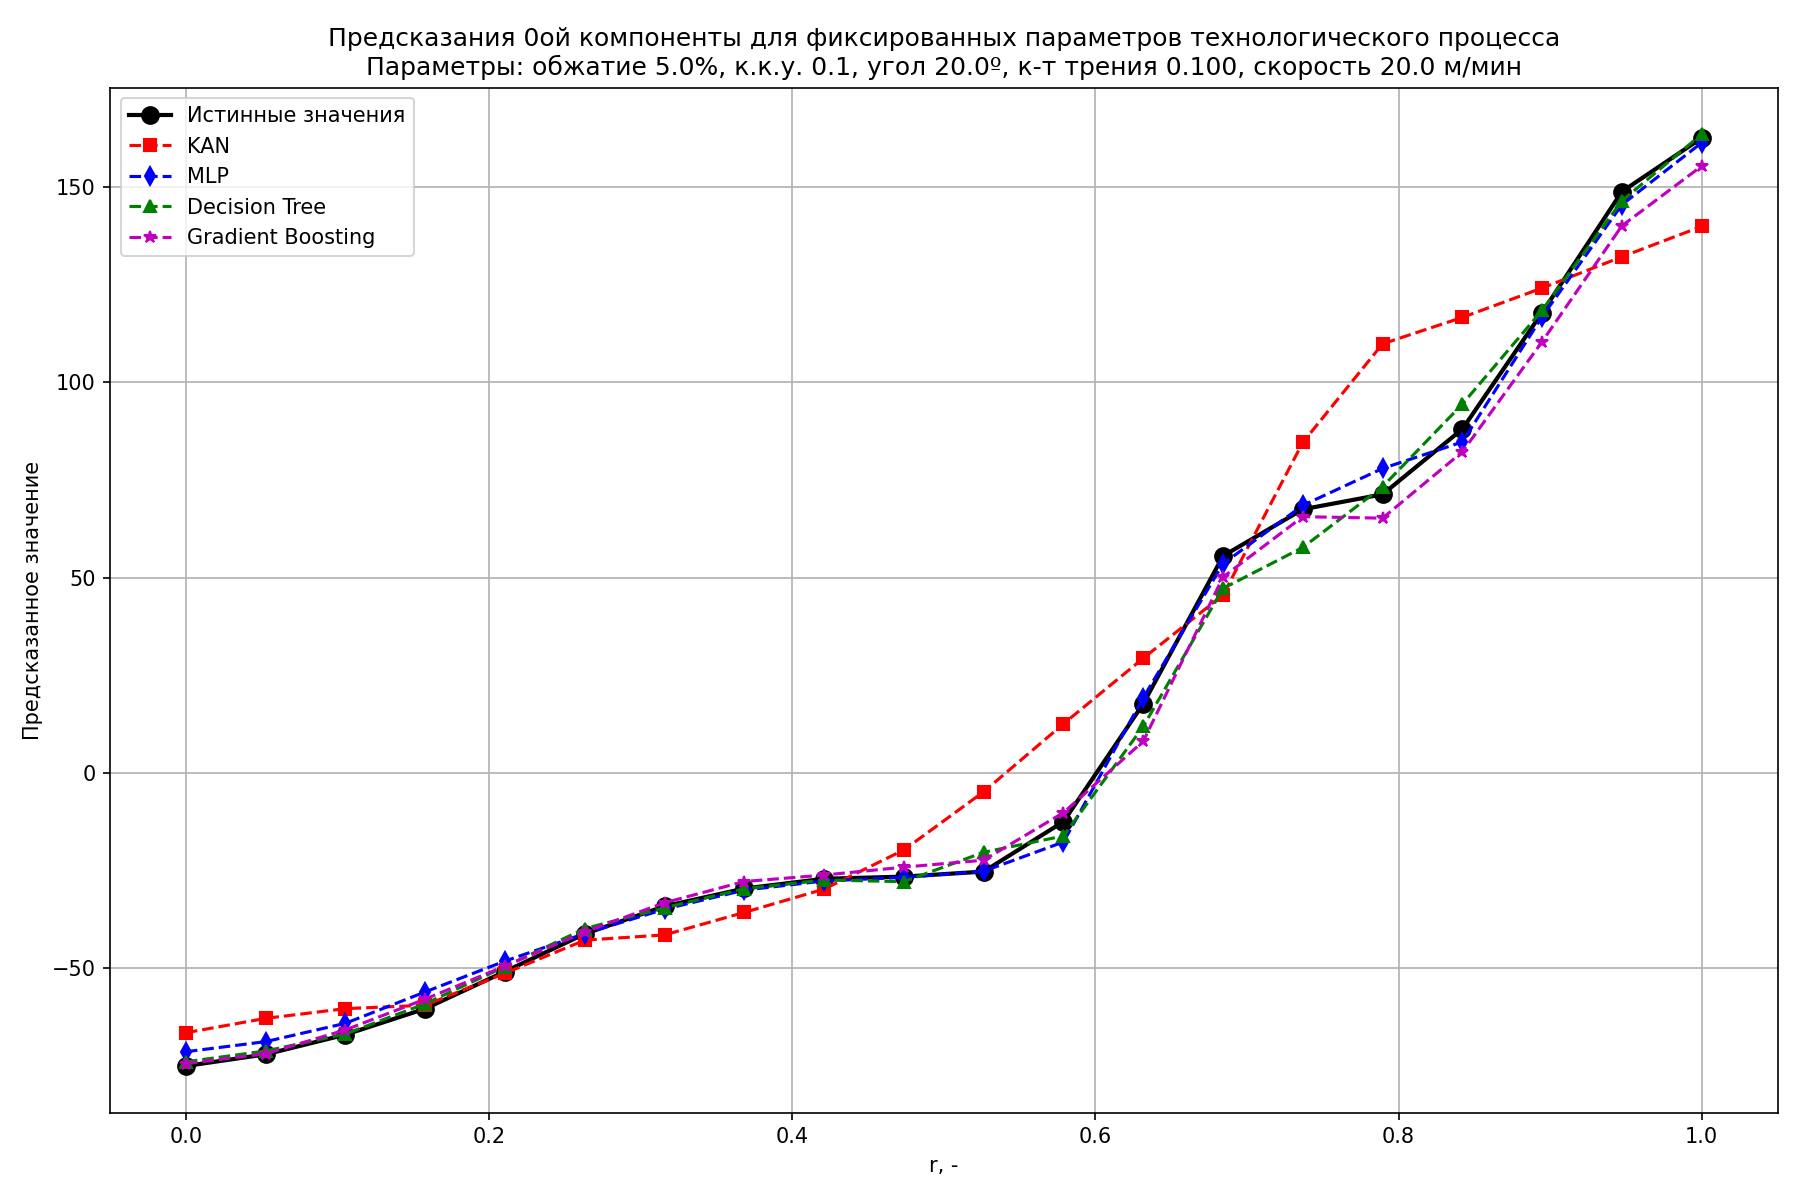 Предсказания 0ой компоненты для фиксированных параметров технологического процесса
Параметры: обжатие 5.0%, к.к.у. 0.1, угол 20.0º, к-т трения 0.100, скорость 20.0 м/мин
Истинные значения
KAN
MLP
Decision Tree
Gradient Boosting
Предсказанное значение
150
100
50
0
−50
0.0
0.2
0.4
0.6
0.8
1.0
r, -